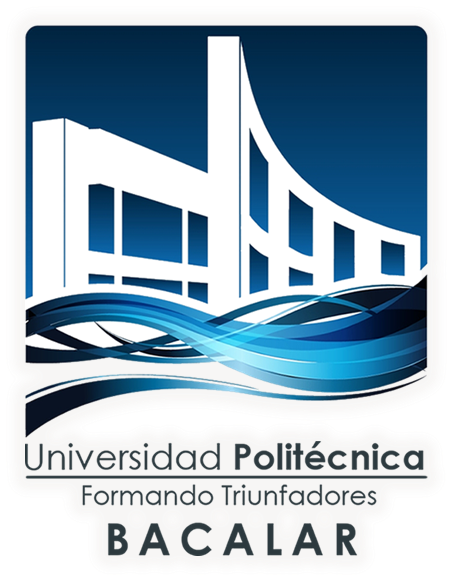 Universidad Politécnica
Formando Triunfadores
BACALAR